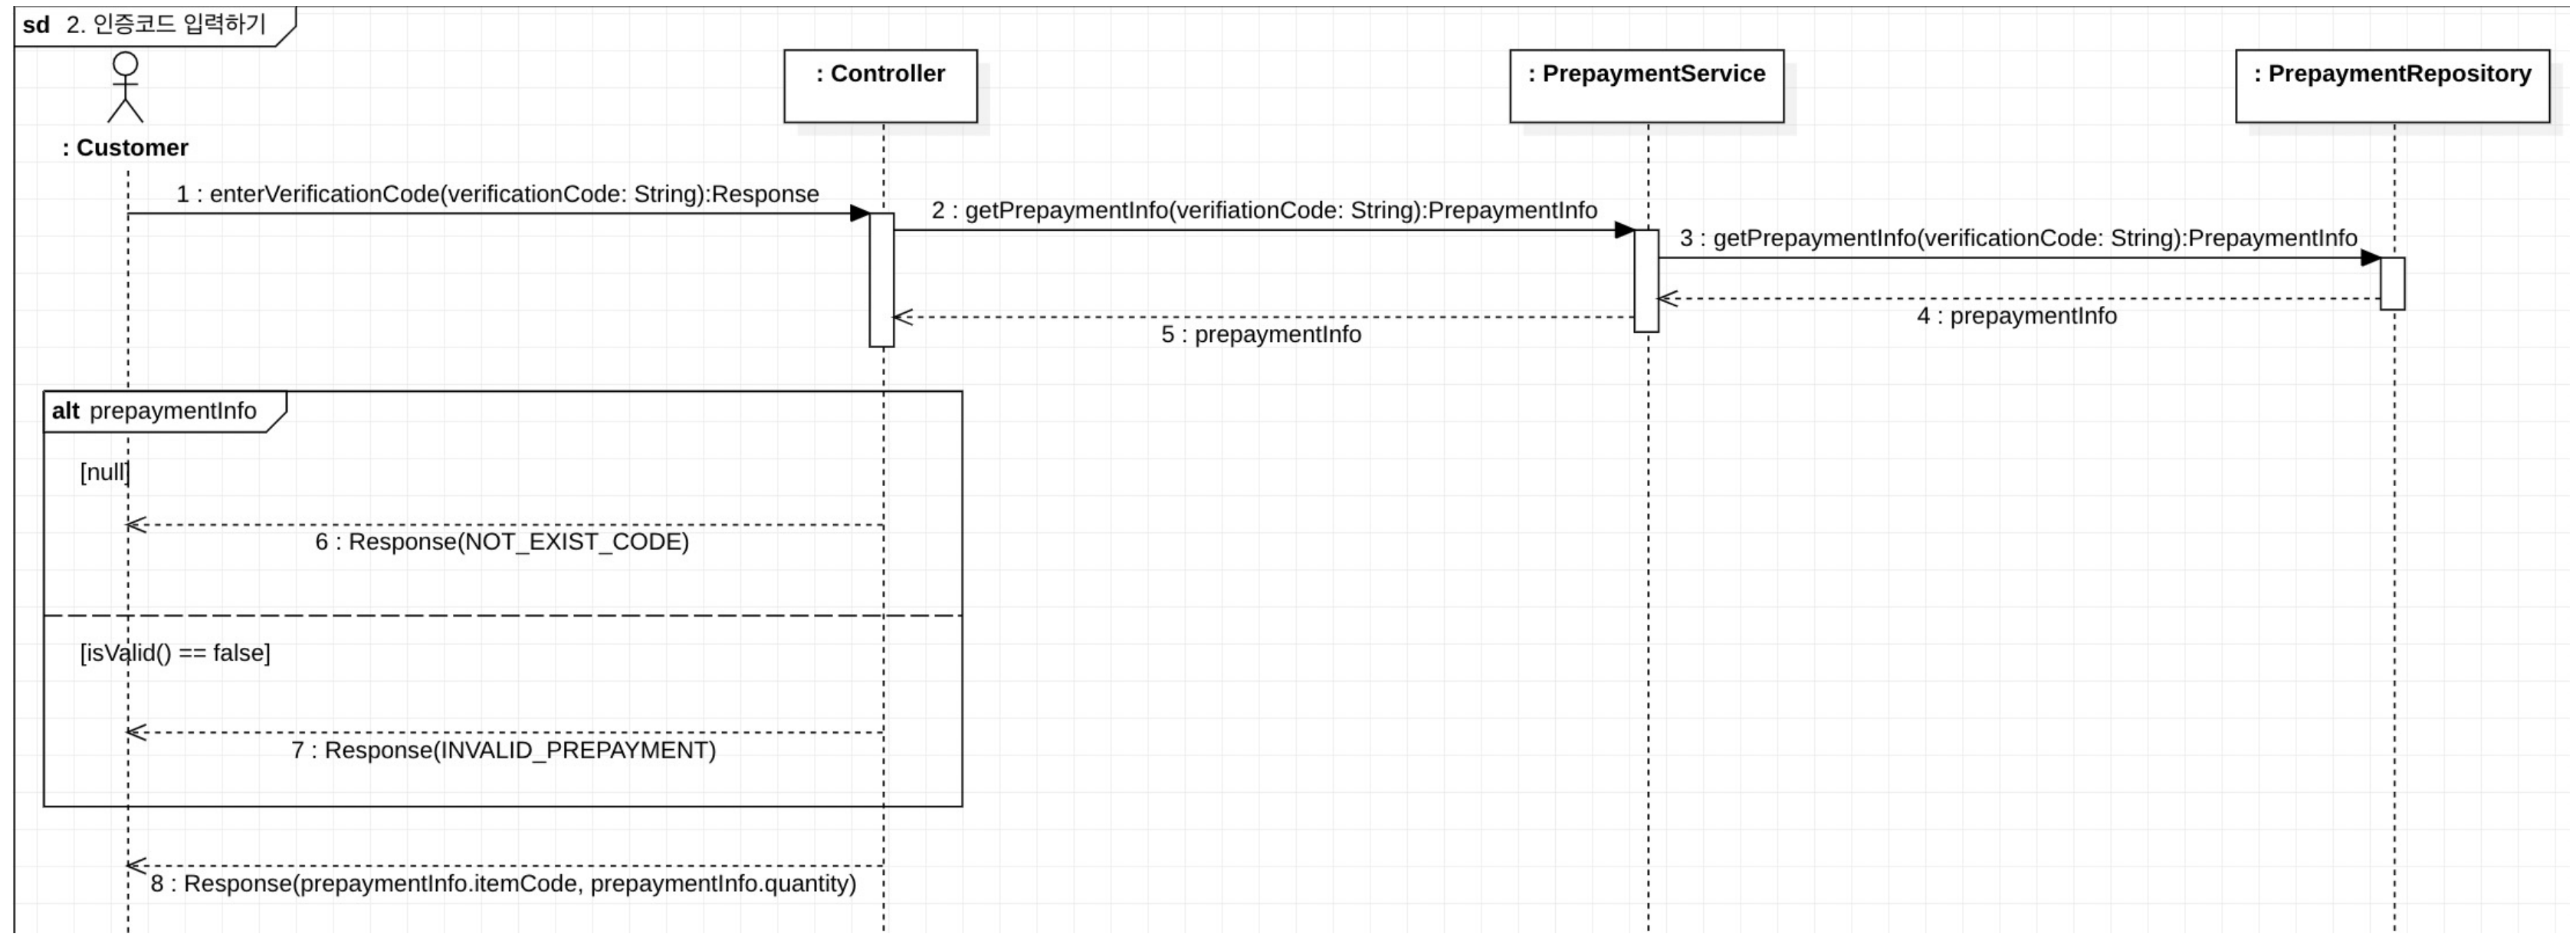 sd 2. 인증코드 입력하기
: Customer
: Controller
: PrepaymentService
: PrepaymentRepository
1 : enterVerificationCode(verificationCode: String):Response
2 : getPrepaymentInfo(verifiationCode: String):PrepaymentInfo
3 : getPrepaymentInfo(verificationCode: String):PrepaymentInfo
4 : prepaymentInfo
5 : prepaymentInfo
alt prepaymentInfo
[null]
6 : Response(NOT_EXIST_CODE)
[isValid() == false]
7 : Response(INVALID_PREPAYMENT)
8 : Response(prepaymentInfo.itemCode, prepaymentInfo.quantity)